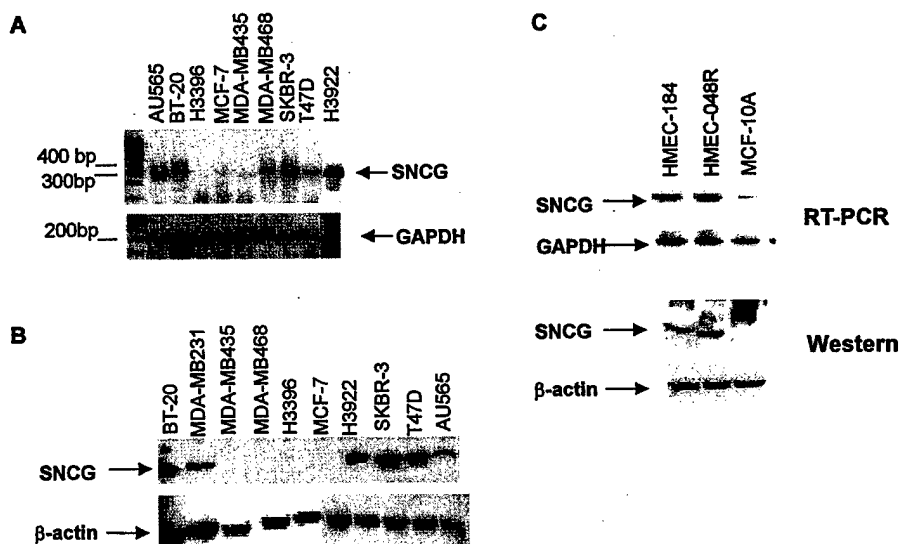 A
AU565
BT-20
H3396
MCF-7
MDA-MB435
MDA-MB468
SKBR-3
T47D
H3922
400 bp
300bp
SNCG
200bp
GAPDH
B
BT-20
MDA-MB231
MDA-MB435
MDA-MB468
H3396
MCF-7
H3922
SKBR-3
T47D
AU565
SNCG
β-actin
C
HMEC-184
HMEC-048R
MCF-10A
SNCG
GAPDH
RT-PCR
SNCG
Western
β-actin